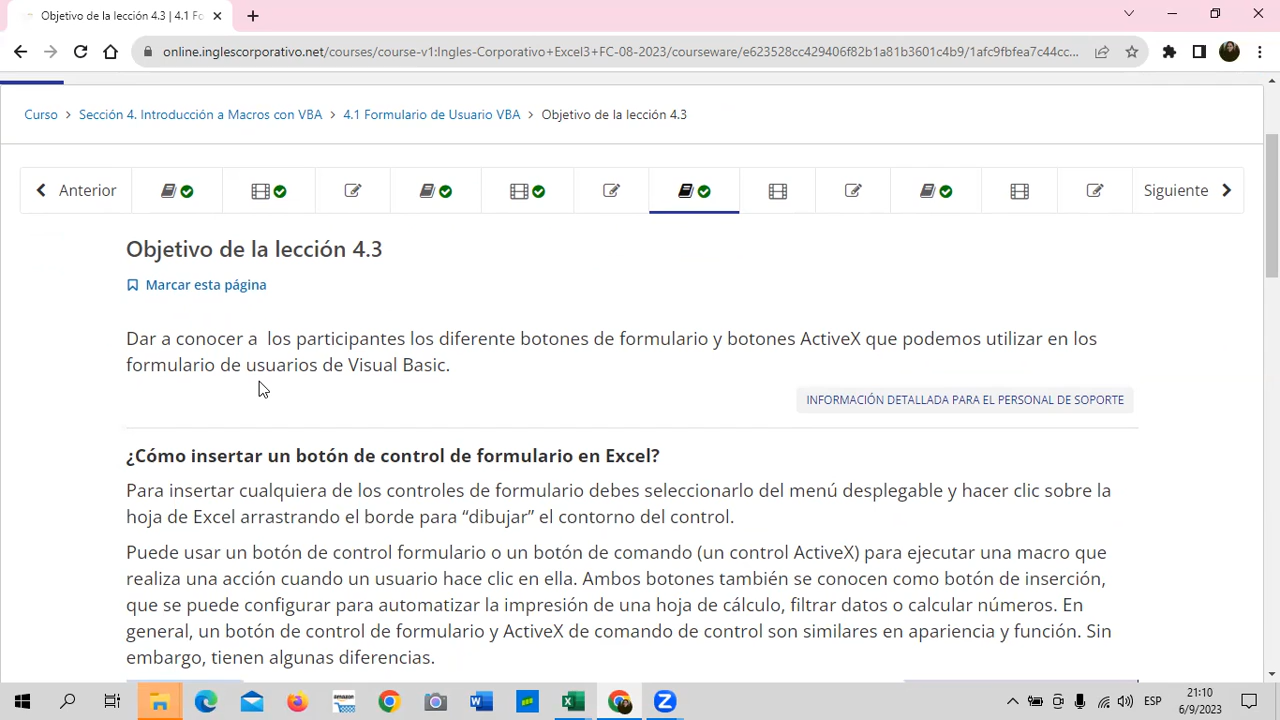 Objetivo de la lección 4.3 | 4.1 Fo
online.inglescorporativo.net/courses/course-v1:Ingles-Corporativo+Excel3+FC-08-2023/courseware/e623528cc429406f82b1a81b3601c4b9/1afc9fbfea7c44cc...
Curso > Sección 4. Introducción a Macros con VBA > 4.1 Formulario de Usuario VBA > Objetivo de la lección 4.3
Anterior
Siguiente
Objetivo de la lección 4.3
Marcar esta página
Dar a conocer a los participantes los diferente botones de formulario y botones ActiveX que podemos utilizar en los
formulario de usuarios de Visual Basic.
INFORMACIÓN DETALLADA PARA EL PERSONAL DE SOPORTE
¿Cómo insertar un botón de control de formulario en Excel?
Para insertar cualquiera de los controles de formulario debes seleccionarlo del menú desplegable y hacer clic sobre la
hoja de Excel arrastrando el borde para “dibujar” el contorno del control.
Puede usar un botón de control formulario o un botón de comando (un control ActiveX) para ejecutar una macro que
realiza una acción cuando un usuario hace clic en ella. Ambos botones también se conocen como botón de inserción,
que se puede configurar para automatizar la impresión de una hoja de cálculo, filtrar datos o calcular números. En
general, un botón de control de formulario y ActiveX de comando de control son similares en apariencia y función. Sin
embargo, tienen algunas diferencias.
amazon
ESP
21:10
6/9/2023